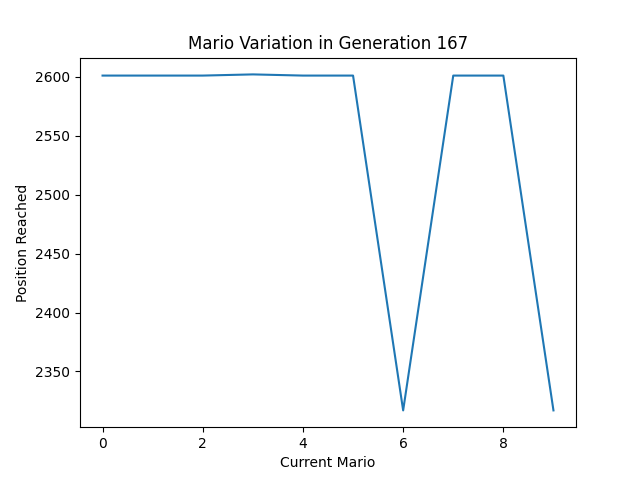 Mario Variation in Generation 167
Position Reached
2600
2550
2500
2450
2400
2350
0 2 4 6 8
Current Mario